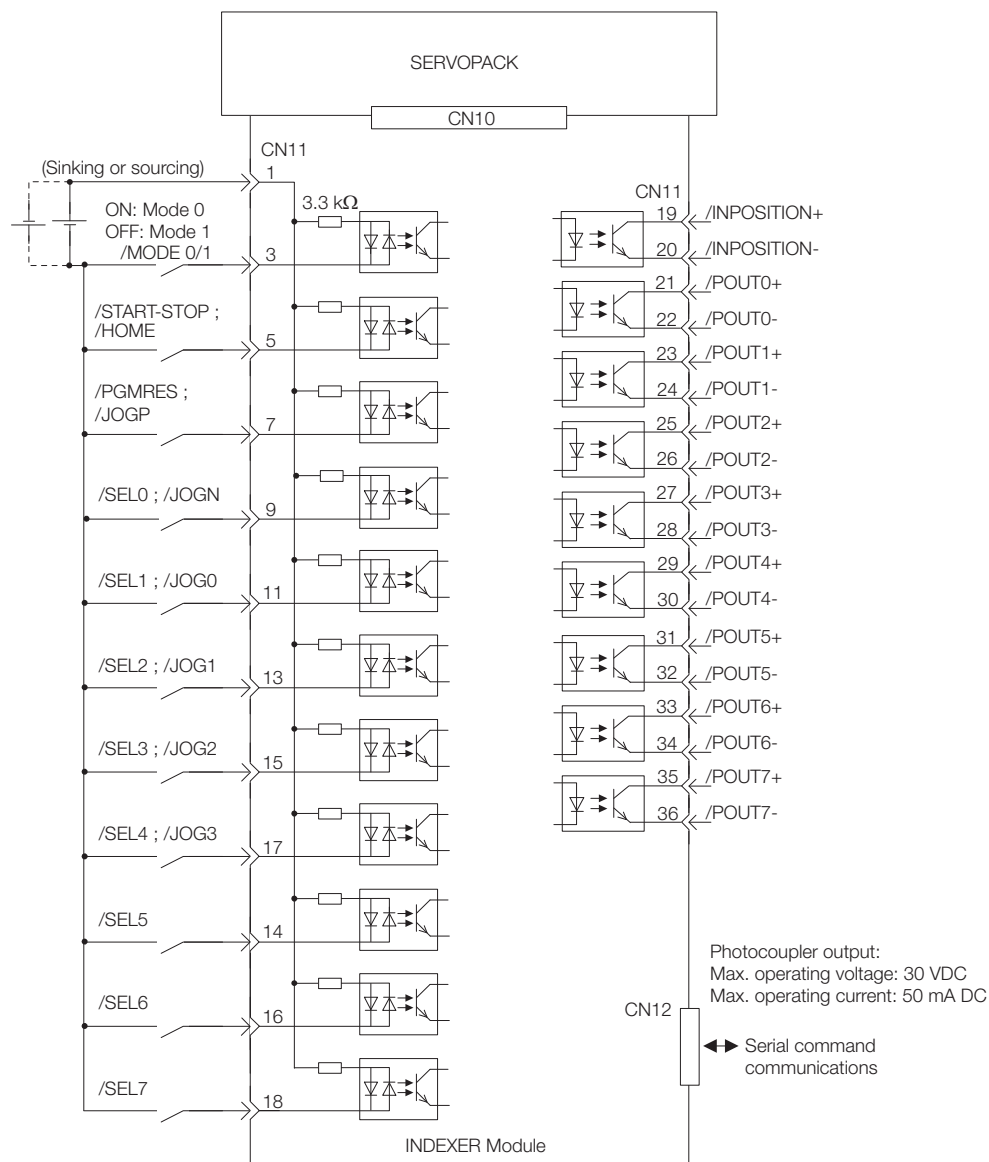 SERVOPACK
CN10
CN11
(Sinking or sourcing)
1
3.3 kΩ
ON: Mode 0
OFF: Mode 1
/MODE 0/1
3
/START-STOP ;
/HOME
5
/PGMRES ;
/JOGP
7
/SEL0 ; /JOGN
9
/SEL1 ; /JOG0
11
/SEL2 ; /JOG1
13
/SEL3 ; /JOG2
15
/SEL4 ; /JOG3
17
/SEL5
14
/SEL6
16
/SEL7
18
CN11
19 /INPOSITION+
20 /INPOSITION-
21 /POUT0+
22 /POUT0-
23 /POUT1+
24 /POUT1-
25 /POUT2+
26 /POUT2-
27 /POUT3+
28 /POUT3-
29 /POUT4+
30 /POUT4-
31 /POUT5+
32 /POUT5-
33 /POUT6+
34 /POUT6-
35 /POUT7+
36 /POUT7-
Photocoupler output:
Max. operating voltage: 30 VDC
Max. operating current: 50 mA DC
CN12
Serial command
communications
INDEXER Module